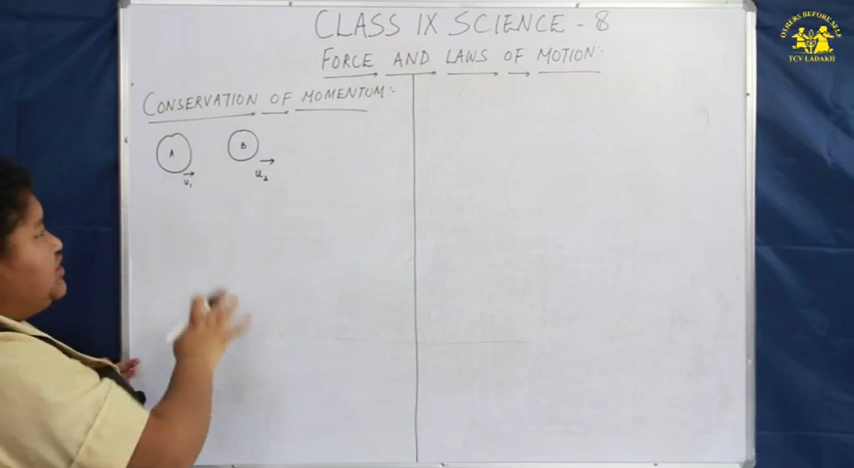 CLASS IX SCIENCE - 8
FORCE AND LAWS OF MOTION:-
CONSERVATION OF MOMENTUM:-
A B
u₁ u₂
OTHERS BEFORE SELF
TCV LADAKH